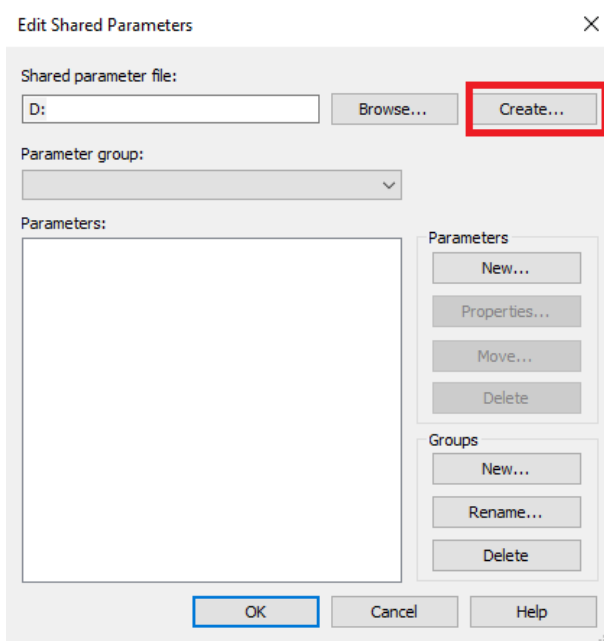 Edit Shared Parameters
Shared parameter file:
D:
Browse...
Create...
Parameter group:
Parameters:
Parameters
New...
Properties...
Move...
Delete
Groups
New...
Rename...
Delete
OK
Cancel
Help